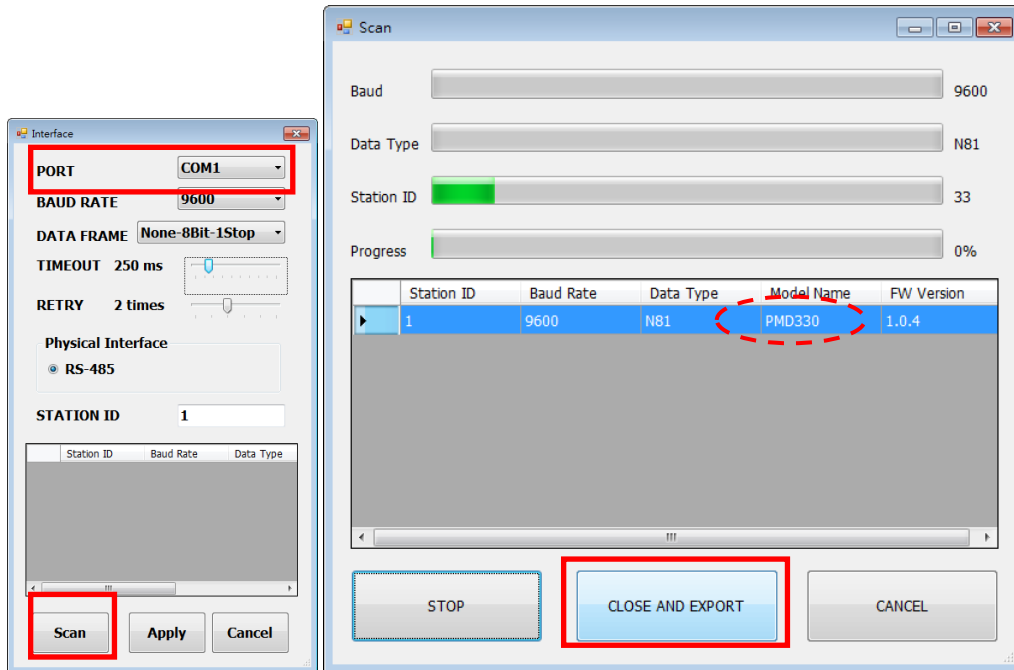 Interface
PORT COM1
BAUD RATE 9600
DATA FRAME None-8Bit-1Stop
TIMEOUT 250 ms
RETRY 2 times
Physical Interface
RS-485
STATION ID 1
Station ID Baud Rate Data Type
Scan Apply Cancel
Scan
Baud 9600
Data Type N81
Station ID 33
Progress 0%
Station ID Baud Rate Data Type Model Name FW Version
1 9600 N81 PMD330 1.0.4
STOP CLOSE AND EXPORT CANCEL